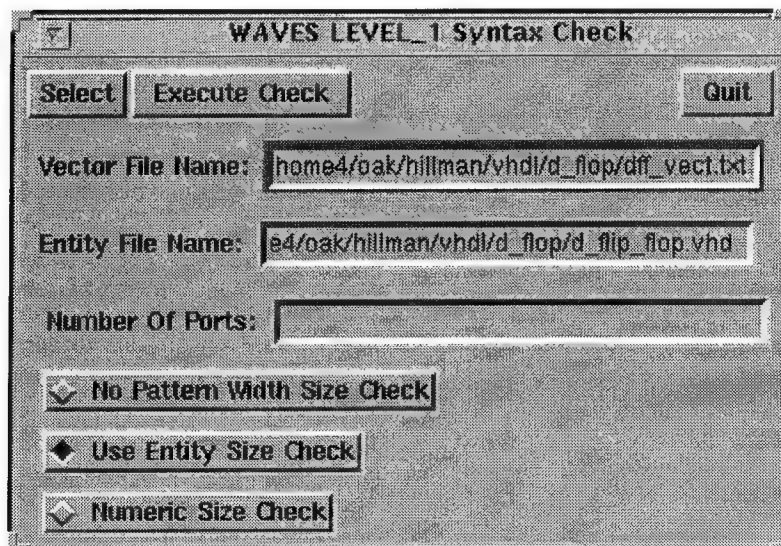 WAVES LEVEL_1 Syntax Check
Select Execute Check Quit
Vector File Name: home4/oak/hillman/vhdl/d_flop/dff_vect.txt
Entity File Name: e4/oak/hillman/vhdl/d_flop/d_flip_flop.vhd
Number Of Ports:
No Pattern Width Size Check
Use Entity Size Check
Numeric Size Check